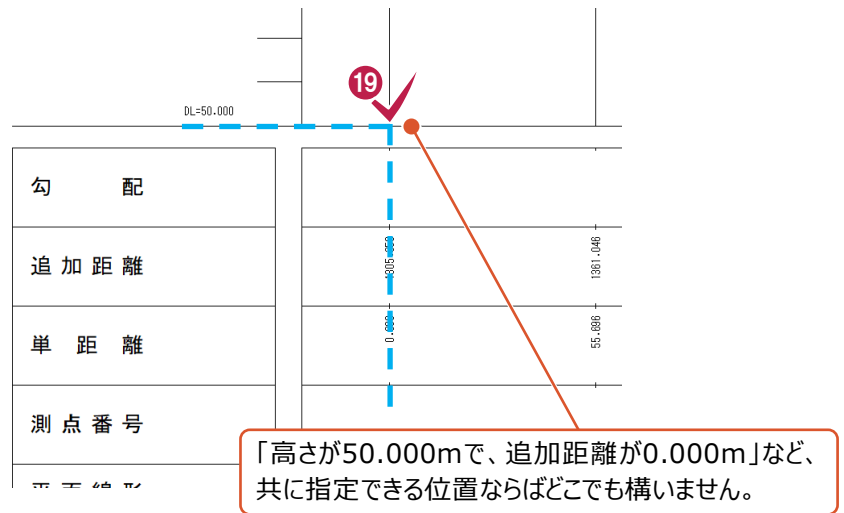 19
DL=50.000
勾 配
追加距離
1361.046
単 距 離
55.696
測点番号
「高さが50.000mで、追加距離が0.000m」など、
共に指定できる位置ならばどこでも構いません。